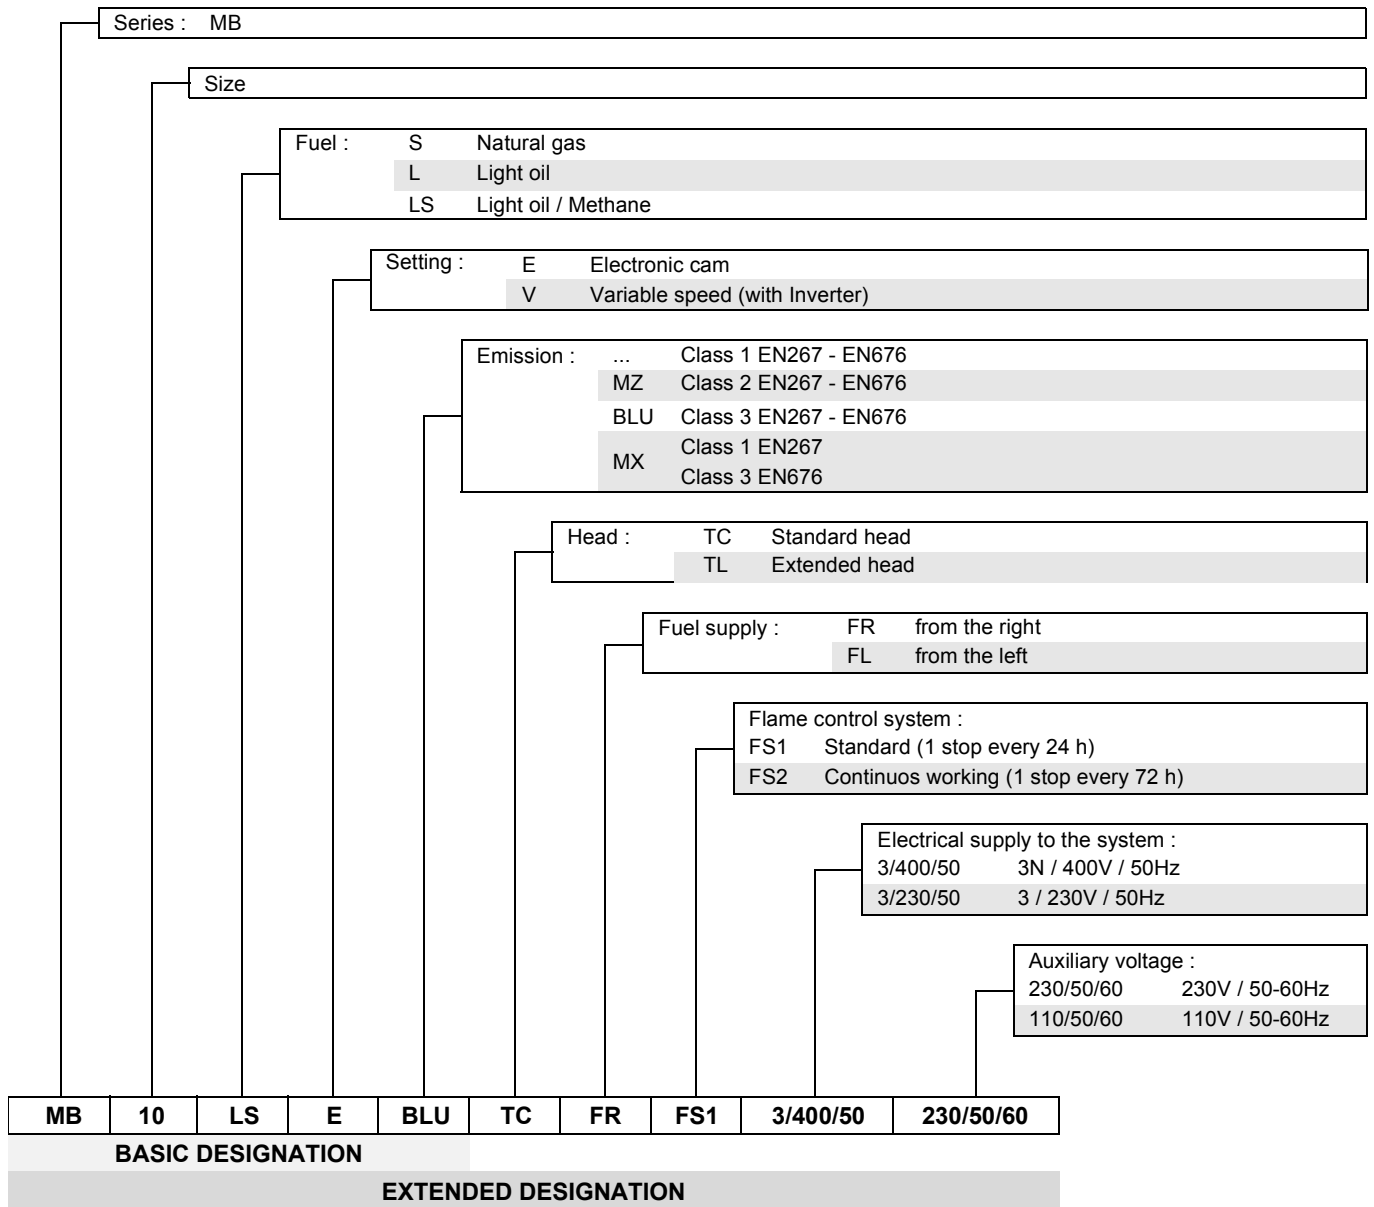 Series : MB
Size
Fuel : S Natural gas
L Light oil
LS Light oil / Methane
Setting : E Electronic cam
V Variable speed (with Inverter)
Emission : ... Class 1 EN267 - EN676
MZ Class 2 EN267 - EN676
BLU Class 3 EN267 - EN676
MX Class 1 EN267
Class 3 EN676
Head : TC Standard head
TL Extended head
Fuel supply : FR from the right
FL from the left
Flame control system :
FS1 Standard (1 stop every 24 h)
FS2 Continuos working (1 stop every 72 h)
Electrical supply to the system :
3/400/50 3N / 400V / 50Hz
3/230/50 3 / 230V / 50Hz
Auxiliary voltage :
230/50/60 230V / 50-60Hz
110/50/60 110V / 50-60Hz
MB 10 LS E BLU TC FR FS1 3/400/50 230/50/60
BASIC DESIGNATION
EXTENDED DESIGNATION